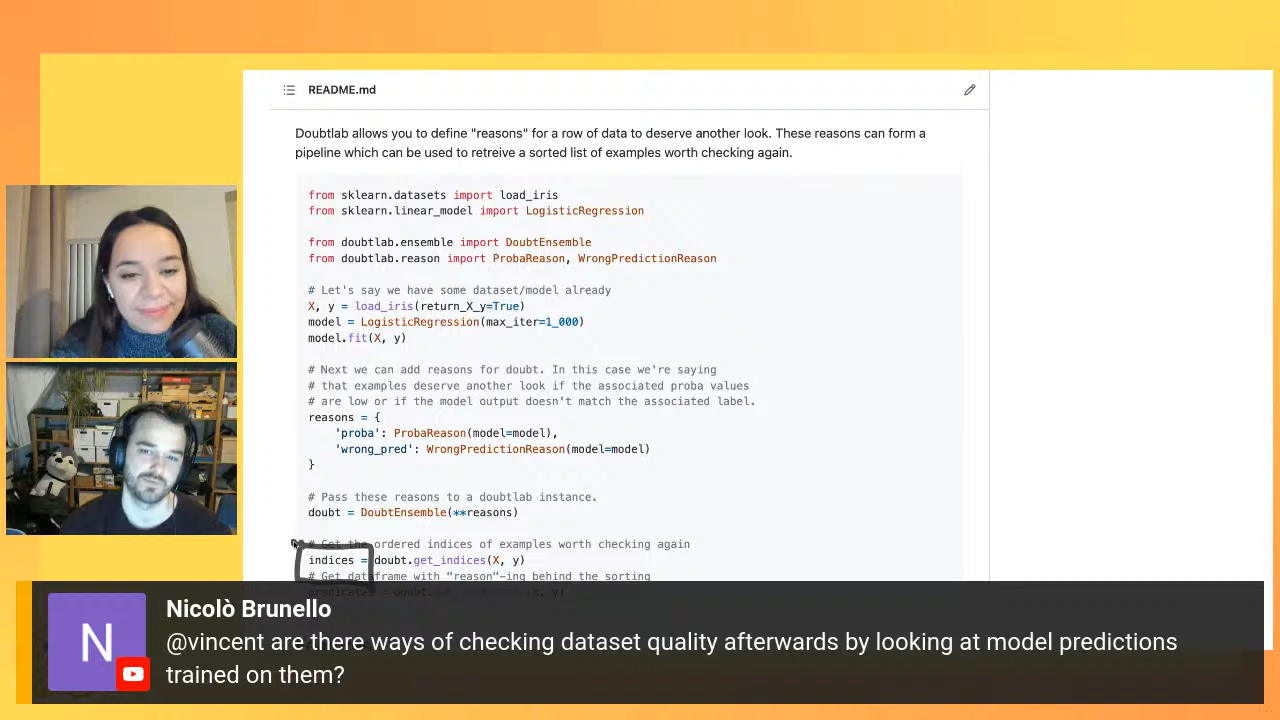 README.md
Doubtlab allows you to define "reasons" for a row of data to deserve another look. These reasons can form a
pipeline which can be used to retreive a sorted list of examples worth checking again.
from sklearn.datasets import load_iris
from sklearn.linear_model import LogisticRegression
from doubtlab.ensemble import DoubtEnsemble
from doubtlab.reason import ProbaReason, WrongPredictionReason
# Let's say we have some dataset/model already
X, y = load_iris(return_X_y=True)
model = LogisticRegression(max_iter=1_000)
model.fit(X, y)
# Next we can add reasons for doubt. In this case we're saying
# that examples deserve another look if the associated proba values
# are low or if the model output doesn't match the associated label.
reasons = {
    'proba': ProbaReason(model=model),
    'wrong_pred': WrongPredictionReason(model=model)
}
# Pass these reasons to a doubtlab instance.
doubt = DoubtEnsemble(**reasons)
# Get the ordered indices of examples worth checking again
indices = doubt.get_indices(X, y)
# Get dataframe with "reason"-ing behind the sorting
predicates = doubt.get_predicates(X, y)
N
Nicolò Brunello
@vincent are there ways of checking dataset quality afterwards by looking at model predictions
trained on them?